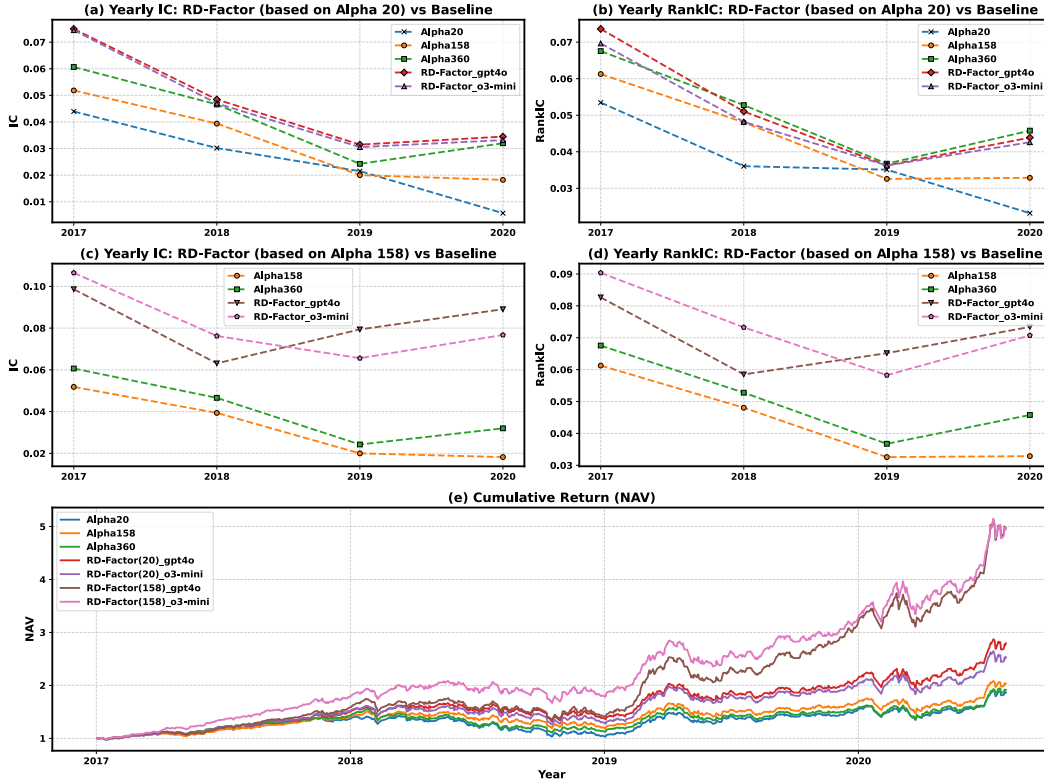 (a) Yearly IC: RD-Factor (based on Alpha 20) vs Baseline
0.07
0.06
0.05
0.04
0.03
0.02
0.01
IC
2017
2018
2019
2020
Alpha20
Alpha158
Alpha360
RD-Factor_gpt4o
RD-Factor_o3-mini
(b) Yearly RankIC: RD-Factor (based on Alpha 20) vs Baseline
0.07
0.06
0.05
0.04
0.03
RankIC
2017
2018
2019
2020
Alpha20
Alpha158
Alpha360
RD-Factor_gpt4o
RD-Factor_o3-mini
(c) Yearly IC: RD-Factor (based on Alpha 158) vs Baseline
0.10
0.08
0.06
0.04
0.02
IC
2017
2018
2019
2020
Alpha158
Alpha360
RD-Factor_gpt4o
RD-Factor_o3-mini
(d) Yearly RankIC: RD-Factor (based on Alpha 158) vs Baseline
0.09
0.08
0.07
0.06
0.05
0.04
0.03
RankIC
2017
2018
2019
2020
Alpha158
Alpha360
RD-Factor_gpt4o
RD-Factor_o3-mini
(e) Cumulative Return (NAV)
5
4
3
2
1
NAV
Alpha20
Alpha158
Alpha360
RD-Factor(20)_gpt4o
RD-Factor(20)_o3-mini
RD-Factor(158)_gpt4o
RD-Factor(158)_o3-mini
2017
2018
2019
2020
Year